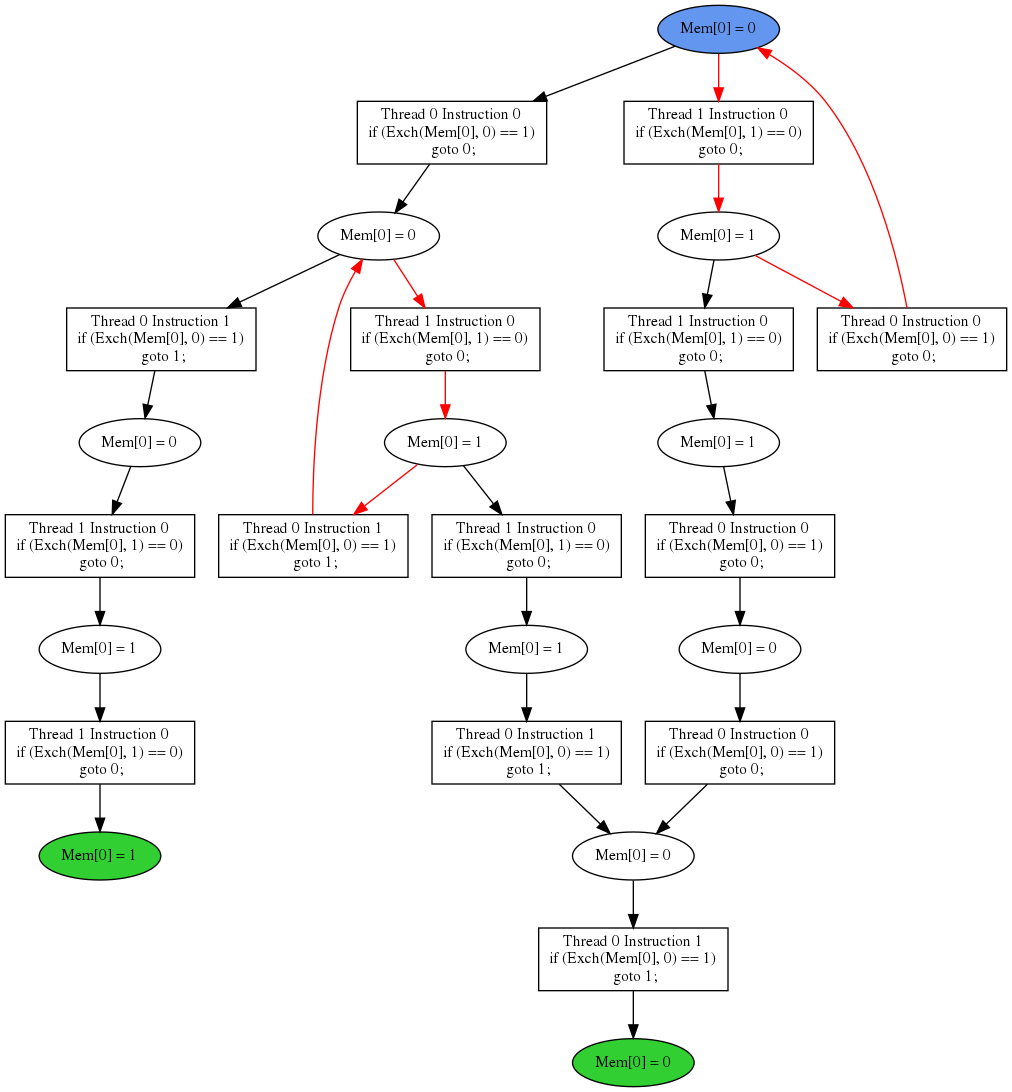 Mem[0] = 0
Thread 0 Instruction 0
if (Exch(Mem[0], 0) == 1)
goto 0;
Thread 1 Instruction 0
if (Exch(Mem[0], 1) == 0)
goto 0;
Mem[0] = 0
Mem[0] = 1
Thread 0 Instruction 1
if (Exch(Mem[0], 0) == 1)
goto 1;
Thread 1 Instruction 0
if (Exch(Mem[0], 1) == 0)
goto 0;
Thread 1 Instruction 0
if (Exch(Mem[0], 1) == 0)
goto 0;
Thread 0 Instruction 0
if (Exch(Mem[0], 0) == 1)
goto 0;
Mem[0] = 0
Mem[0] = 1
Mem[0] = 1
Thread 1 Instruction 0
if (Exch(Mem[0], 1) == 0)
goto 0;
Thread 0 Instruction 1
if (Exch(Mem[0], 0) == 1)
goto 1;
Thread 1 Instruction 0
if (Exch(Mem[0], 1) == 0)
goto 0;
Thread 0 Instruction 0
if (Exch(Mem[0], 0) == 1)
goto 0;
Mem[0] = 1
Mem[0] = 1
Mem[0] = 0
Thread 1 Instruction 0
if (Exch(Mem[0], 1) == 0)
goto 0;
Thread 0 Instruction 1
if (Exch(Mem[0], 0) == 1)
goto 1;
Thread 0 Instruction 0
if (Exch(Mem[0], 0) == 1)
goto 0;
Mem[0] = 1
Mem[0] = 0
Thread 0 Instruction 1
if (Exch(Mem[0], 0) == 1)
goto 1;
Mem[0] = 0